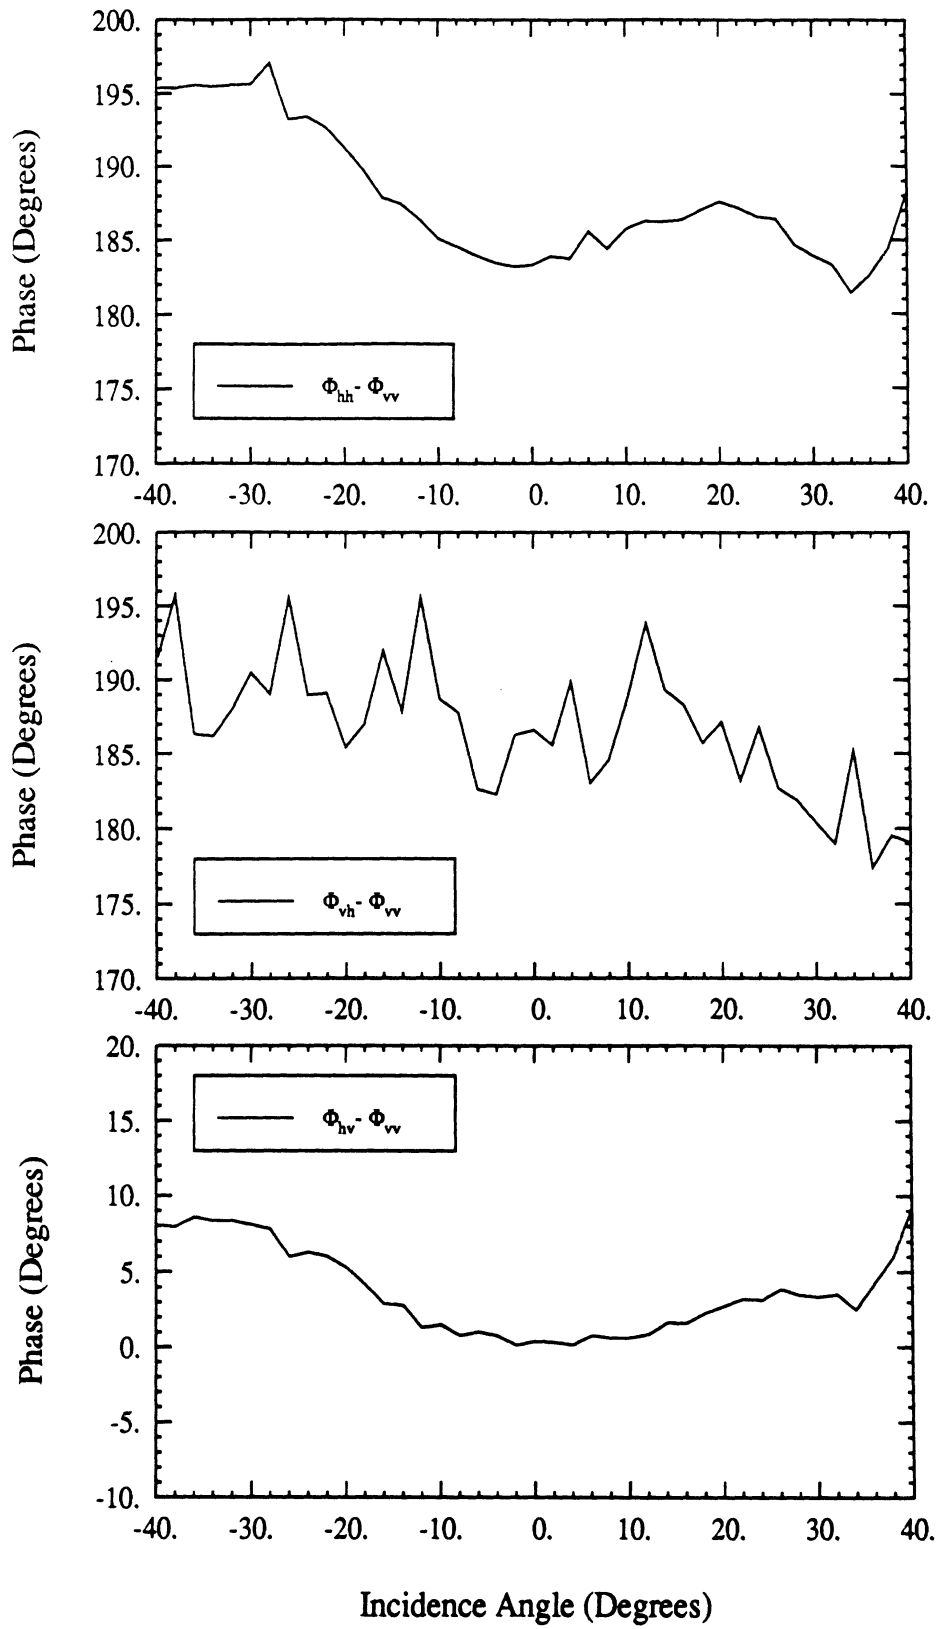 200.
195.
190.
185.
180.
175.
170.
Phase (Degrees)
Φhh- Φvv
-40. -30. -20. -10. 0. 10. 20. 30. 40.
200.
195.
190.
185.
180.
175.
170.
Phase (Degrees)
Φvh- Φvv
-40. -30. -20. -10. 0. 10. 20. 30. 40.
20.
15.
10.
5.
0.
-5.
-10.
Phase (Degrees)
Φhv- Φvv
-40. -30. -20. -10. 0. 10. 20. 30. 40.
Incidence Angle (Degrees)